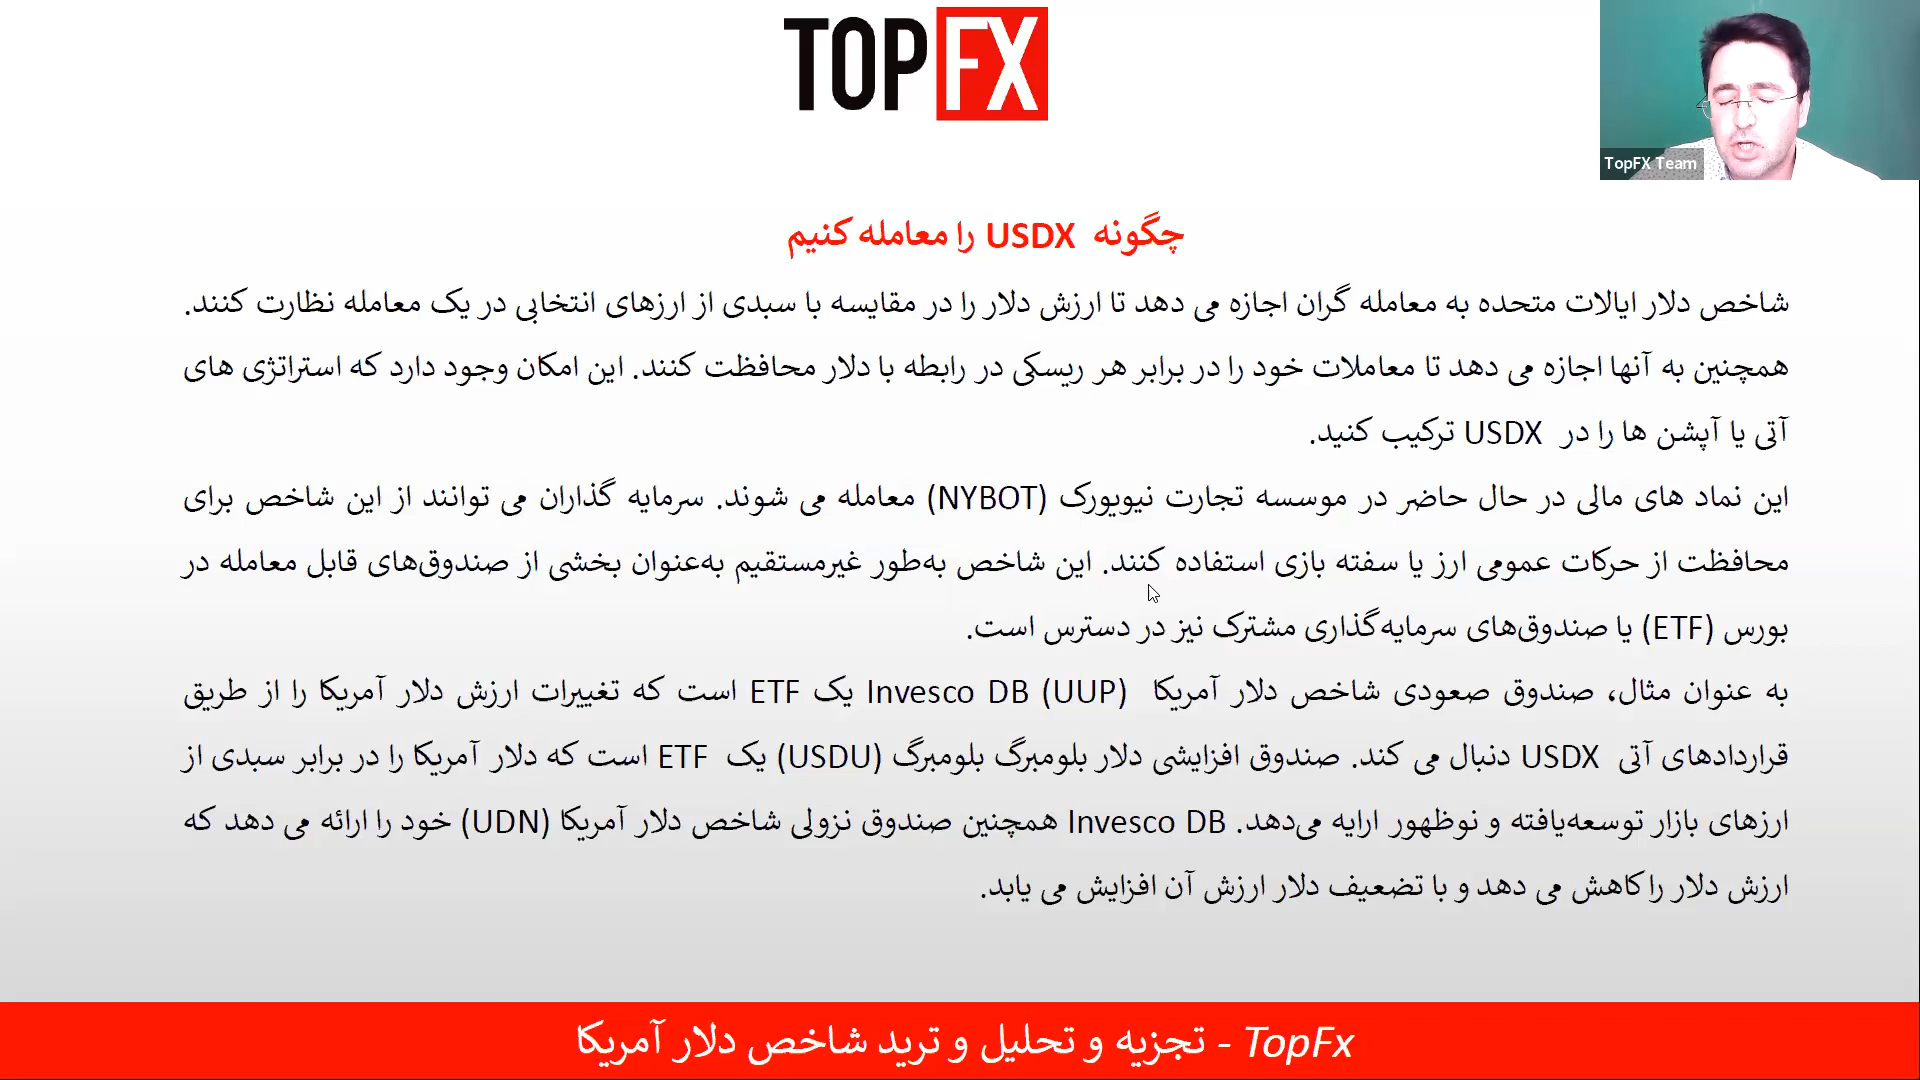 TOPFX
TopFX Team
چگونه USDX را معامله کنیم
شاخص دلار ایالات متحده به معامله گران اجازه می دهد تا ارزش دلار را در مقایسه با سبدی از ارزهای انتخابی در یک معامله نظارت کنند.
همچنین به آنها اجازه می دهد تا معاملات خود را در برابر هر ریسکی در رابطه با دلار محافظت کنند. این امکان وجود دارد که استراتژی های
آتی یا آپشن ها را در USDX ترکیب کنید.
این نماد های مالی در حال حاضر در موسسه تجارت نیویورک (NYBOT) معامله می شوند. سرمایه گذاران می توانند از این شاخص برای
محافظت از حرکات عمومی ارز یا سفته بازی استفاده کنند. این شاخص به‌طور غیرمستقیم به‌عنوان بخشی از صندوق‌های قابل معامله در
بورس (ETF) یا صندوق‌های سرمایه‌گذاری مشترک نیز در دسترس است.
به عنوان مثال، صندوق صعودی شاخص دلار آمریکا Invesco DB (UUP) یک ETF است که تغییرات ارزش دلار آمریکا را از طریق
قراردادهای آتی USDX دنبال می کند. صندوق افزایشی دلار بلومبرگ بلومبرگ (USDU) یک ETF است که دلار آمریکا را در برابر سبدی از
ارزهای بازار توسعه‌یافته و نوظهور ارایه می‌دهد. Invesco DB همچنین صندوق نزولی شاخص دلار آمریکا (UDN) خود را ارائه می دهد که
ارزش دلار را کاهش می دهد و با تضعیف دلار ارزش آن افزایش می یابد.
TopFx - تجزیه و تحلیل و ترید شاخص دلار آمریکا